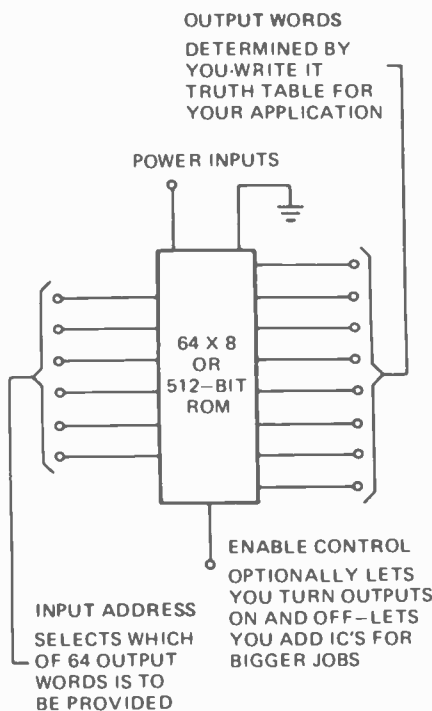 OUTPUT WORDS
DETERMINED BY
YOU-WRITE IT
TRUTH TABLE FOR
YOUR APPLICATION
POWER INPUTS
64 X 8
OR
512-BIT
ROM
ENABLE CONTROL
OPTIONALLY LETS
YOU TURN OUTPUTS
ON AND OFF-LETS
YOU ADD IC'S FOR
BIGGER JOBS
INPUT ADDRESS
SELECTS WHICH
OF 64 OUTPUT
WORDS IS TO
BE PROVIDED